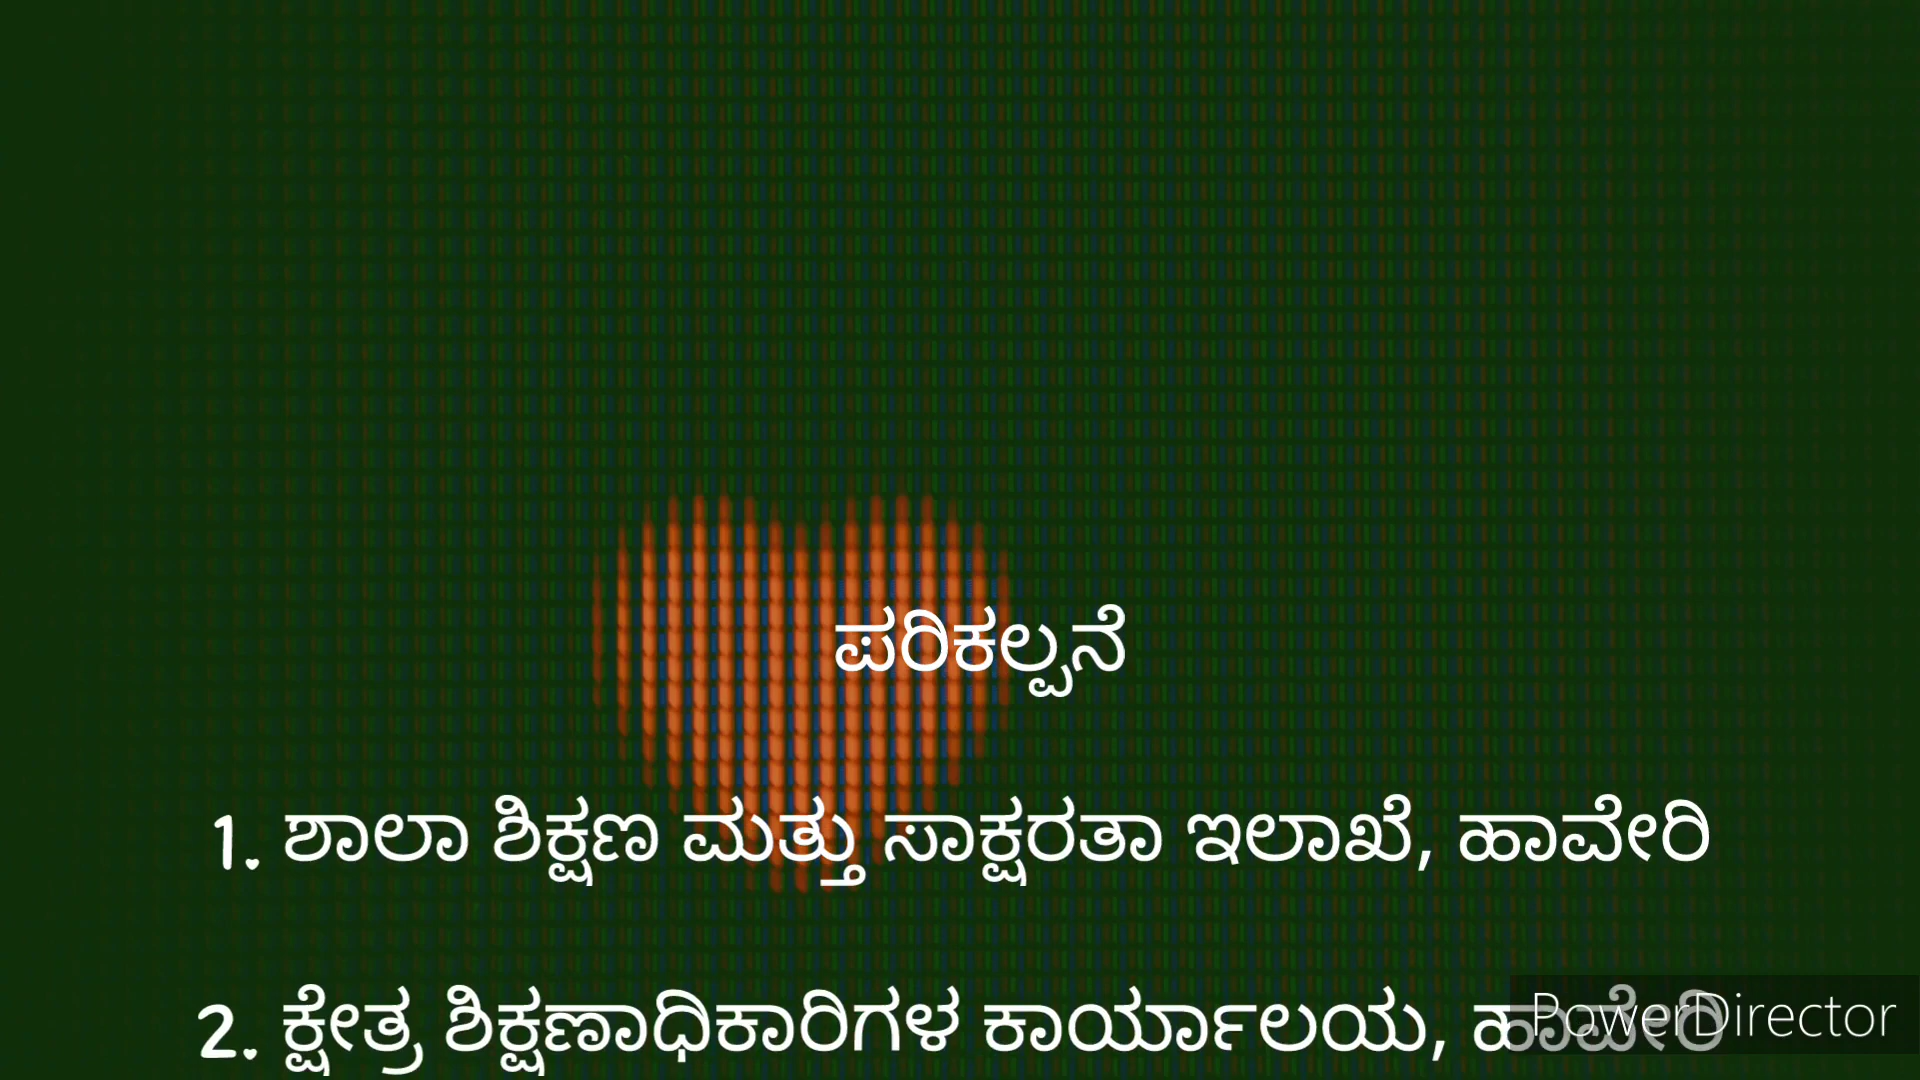 ಪರಿಕಲ್ಪನೆ
1. ಶಾಲಾ ಶಿಕ್ಷಣ ಮತ್ತು ಸಾಕ್ಷರತಾ ಇಲಾಖೆ, ಹಾವೇರಿ
2. ಕ್ಷೇತ್ರ ಶಿಕ್ಷಣಾಧಿಕಾರಿಗಳ ಕಾರ್ಯಾಲಯ, ಹಾವೇರಿ
PowerDirector